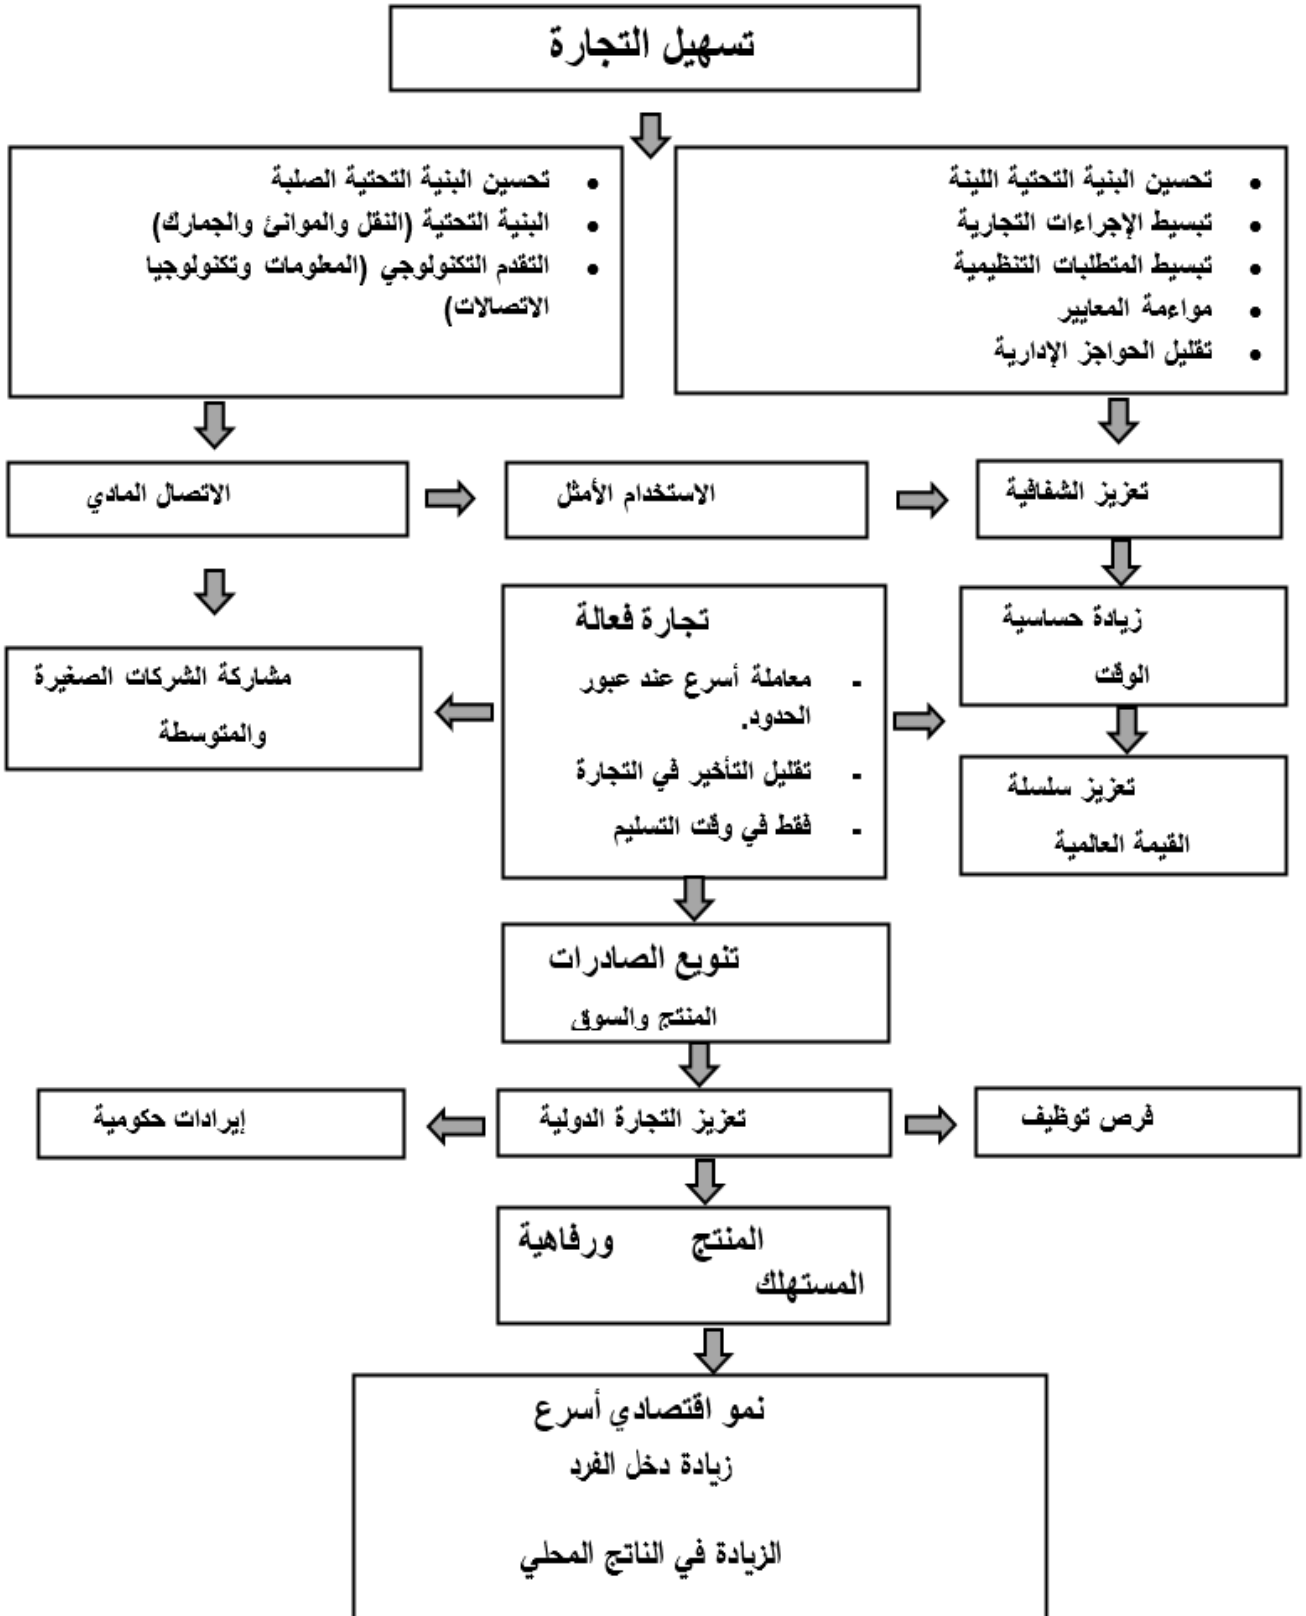 تسهيل التجارة
تحسين البنية التحتية اللينة
تبسيط الإجراءات التجارية
تبسيط المتطلبات التنظيمية
مواءمة المعايير
تقليل الحواجز الإدارية
تحسين البنية التحتية الصلبة
البنية التحتية (النقل والموانئ والجمارك)
التقدم التكنولوجي (المعلومات وتكنولوجيا
الاتصالات)
تعزيز الشفافية
الاستخدام الأمثل
الاتصال المادي
زيادة حساسية
الوقت
تجارة فعالة
- معاملة أسرع عند عبور
الحدود.
- تقليل التأخير في التجارة
- فقط في وقت التسليم
مشاركة الشركات الصغيرة
والمتوسطة
تعزيز سلسلة
القيمة العالمية
تنويع الصادرات
المنتج والسوق
فرص توظيف
تعزيز التجارة الدولية
إيرادات حكومية
المنتج ورفاهية
المستهلك
نمو اقتصادي أسرع
زيادة دخل الفرد
الزيادة في الناتج المحلي